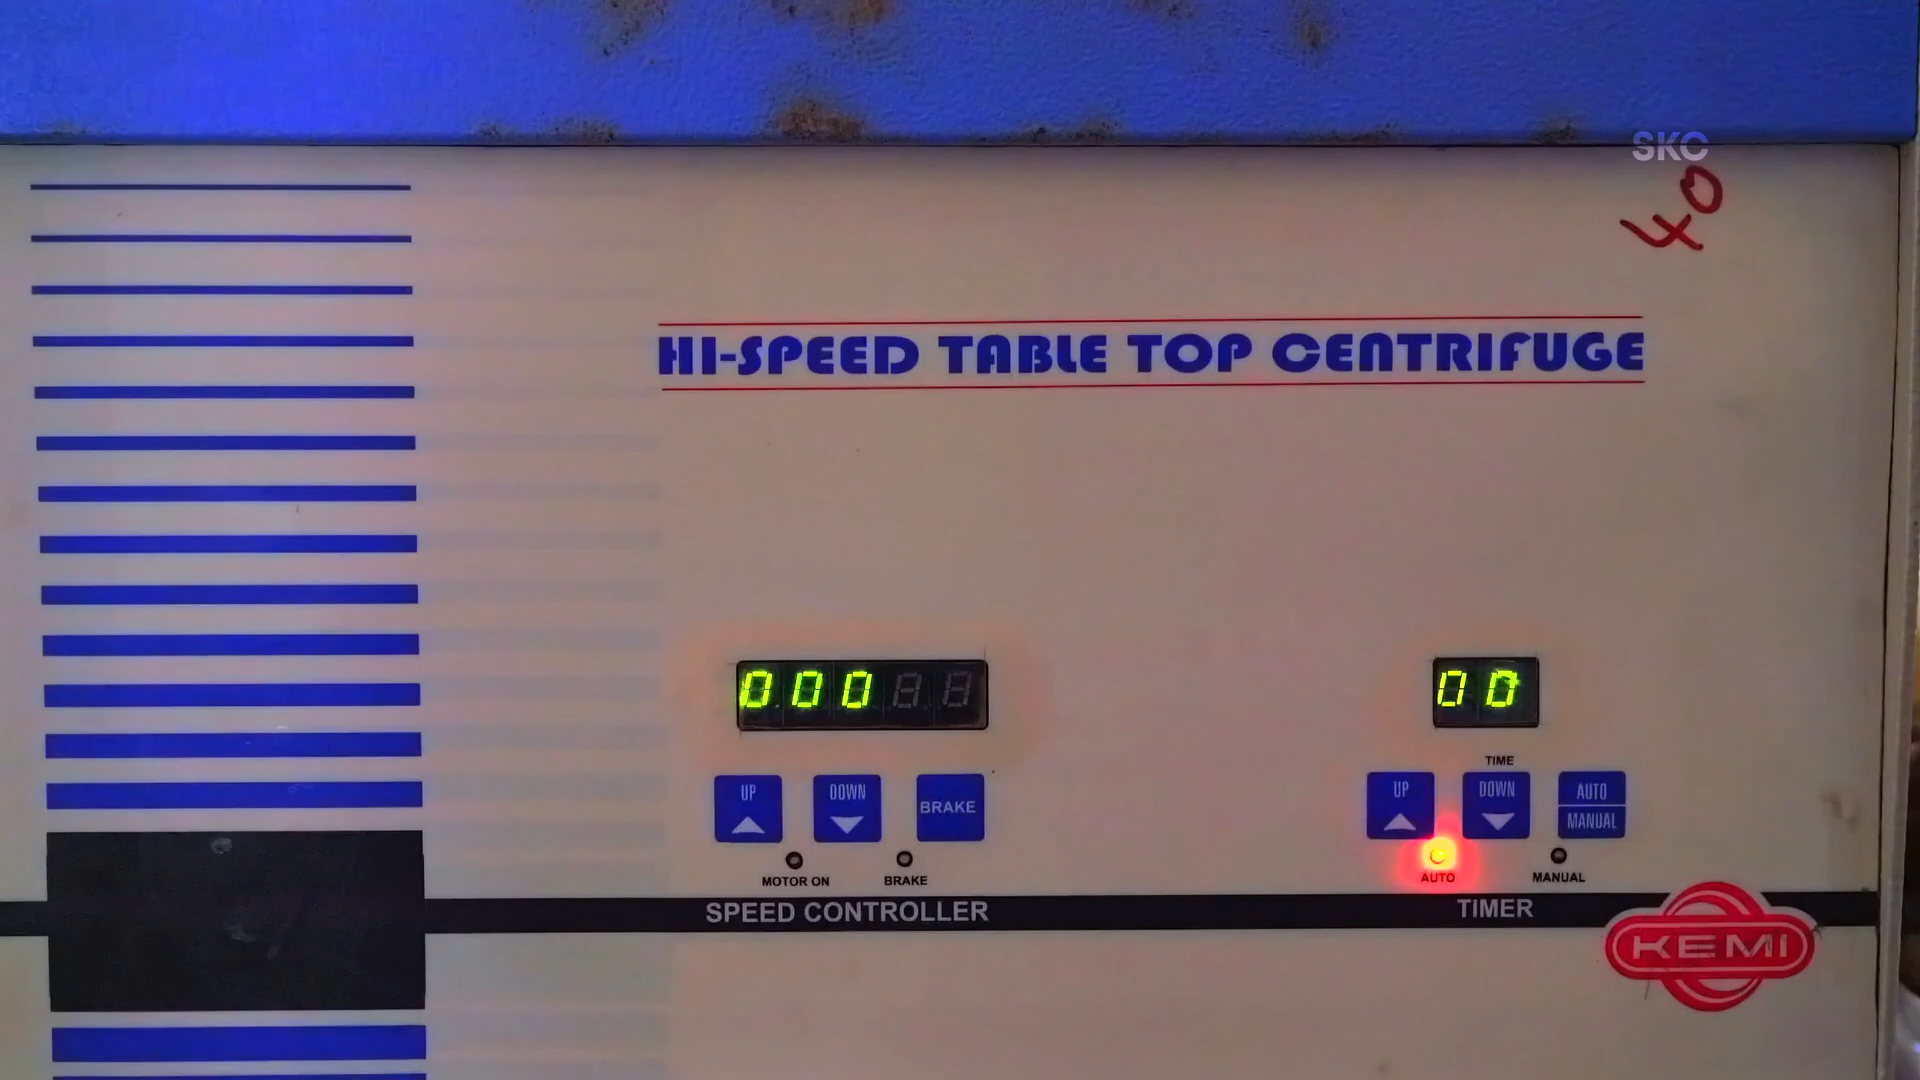 SKC
40
HI-SPEED TABLE TOP CENTRIFUGE
000
00
TIME
UP DOWN BRAKE
UP DOWN AUTO
MANUAL
MOTOR ON BRAKE
AUTO MANUAL
SPEED CONTROLLER
TIMER
KEMI